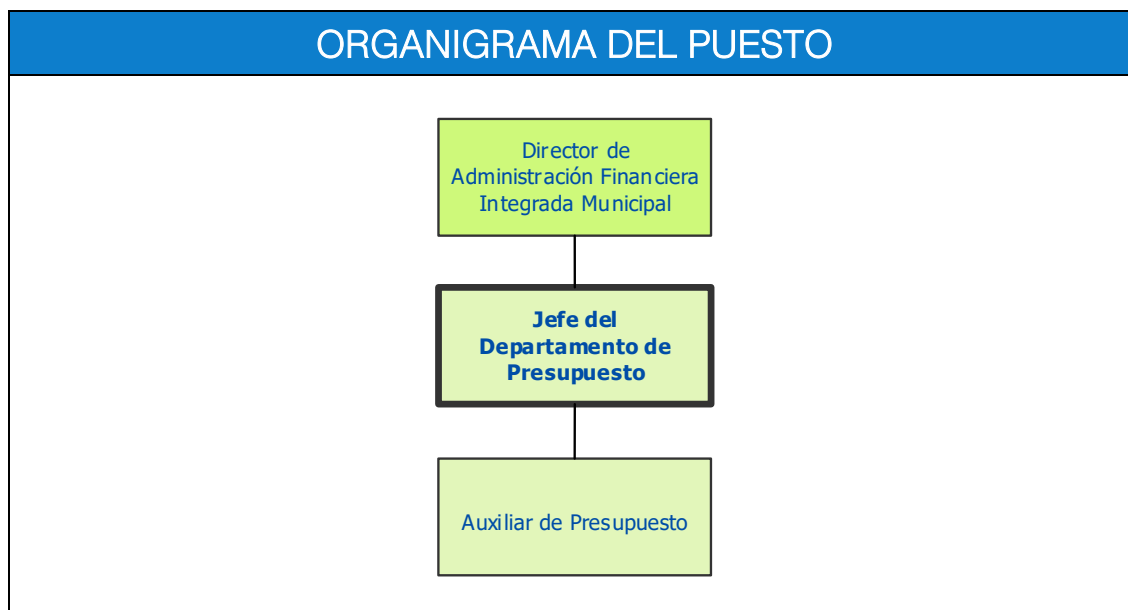 ORGANIGRAMA DEL PUESTO
Director de
Administración Financiera
Integrada Municipal
Jefe del
Departamento de
Presupuesto
Auxiliar de Presupuesto